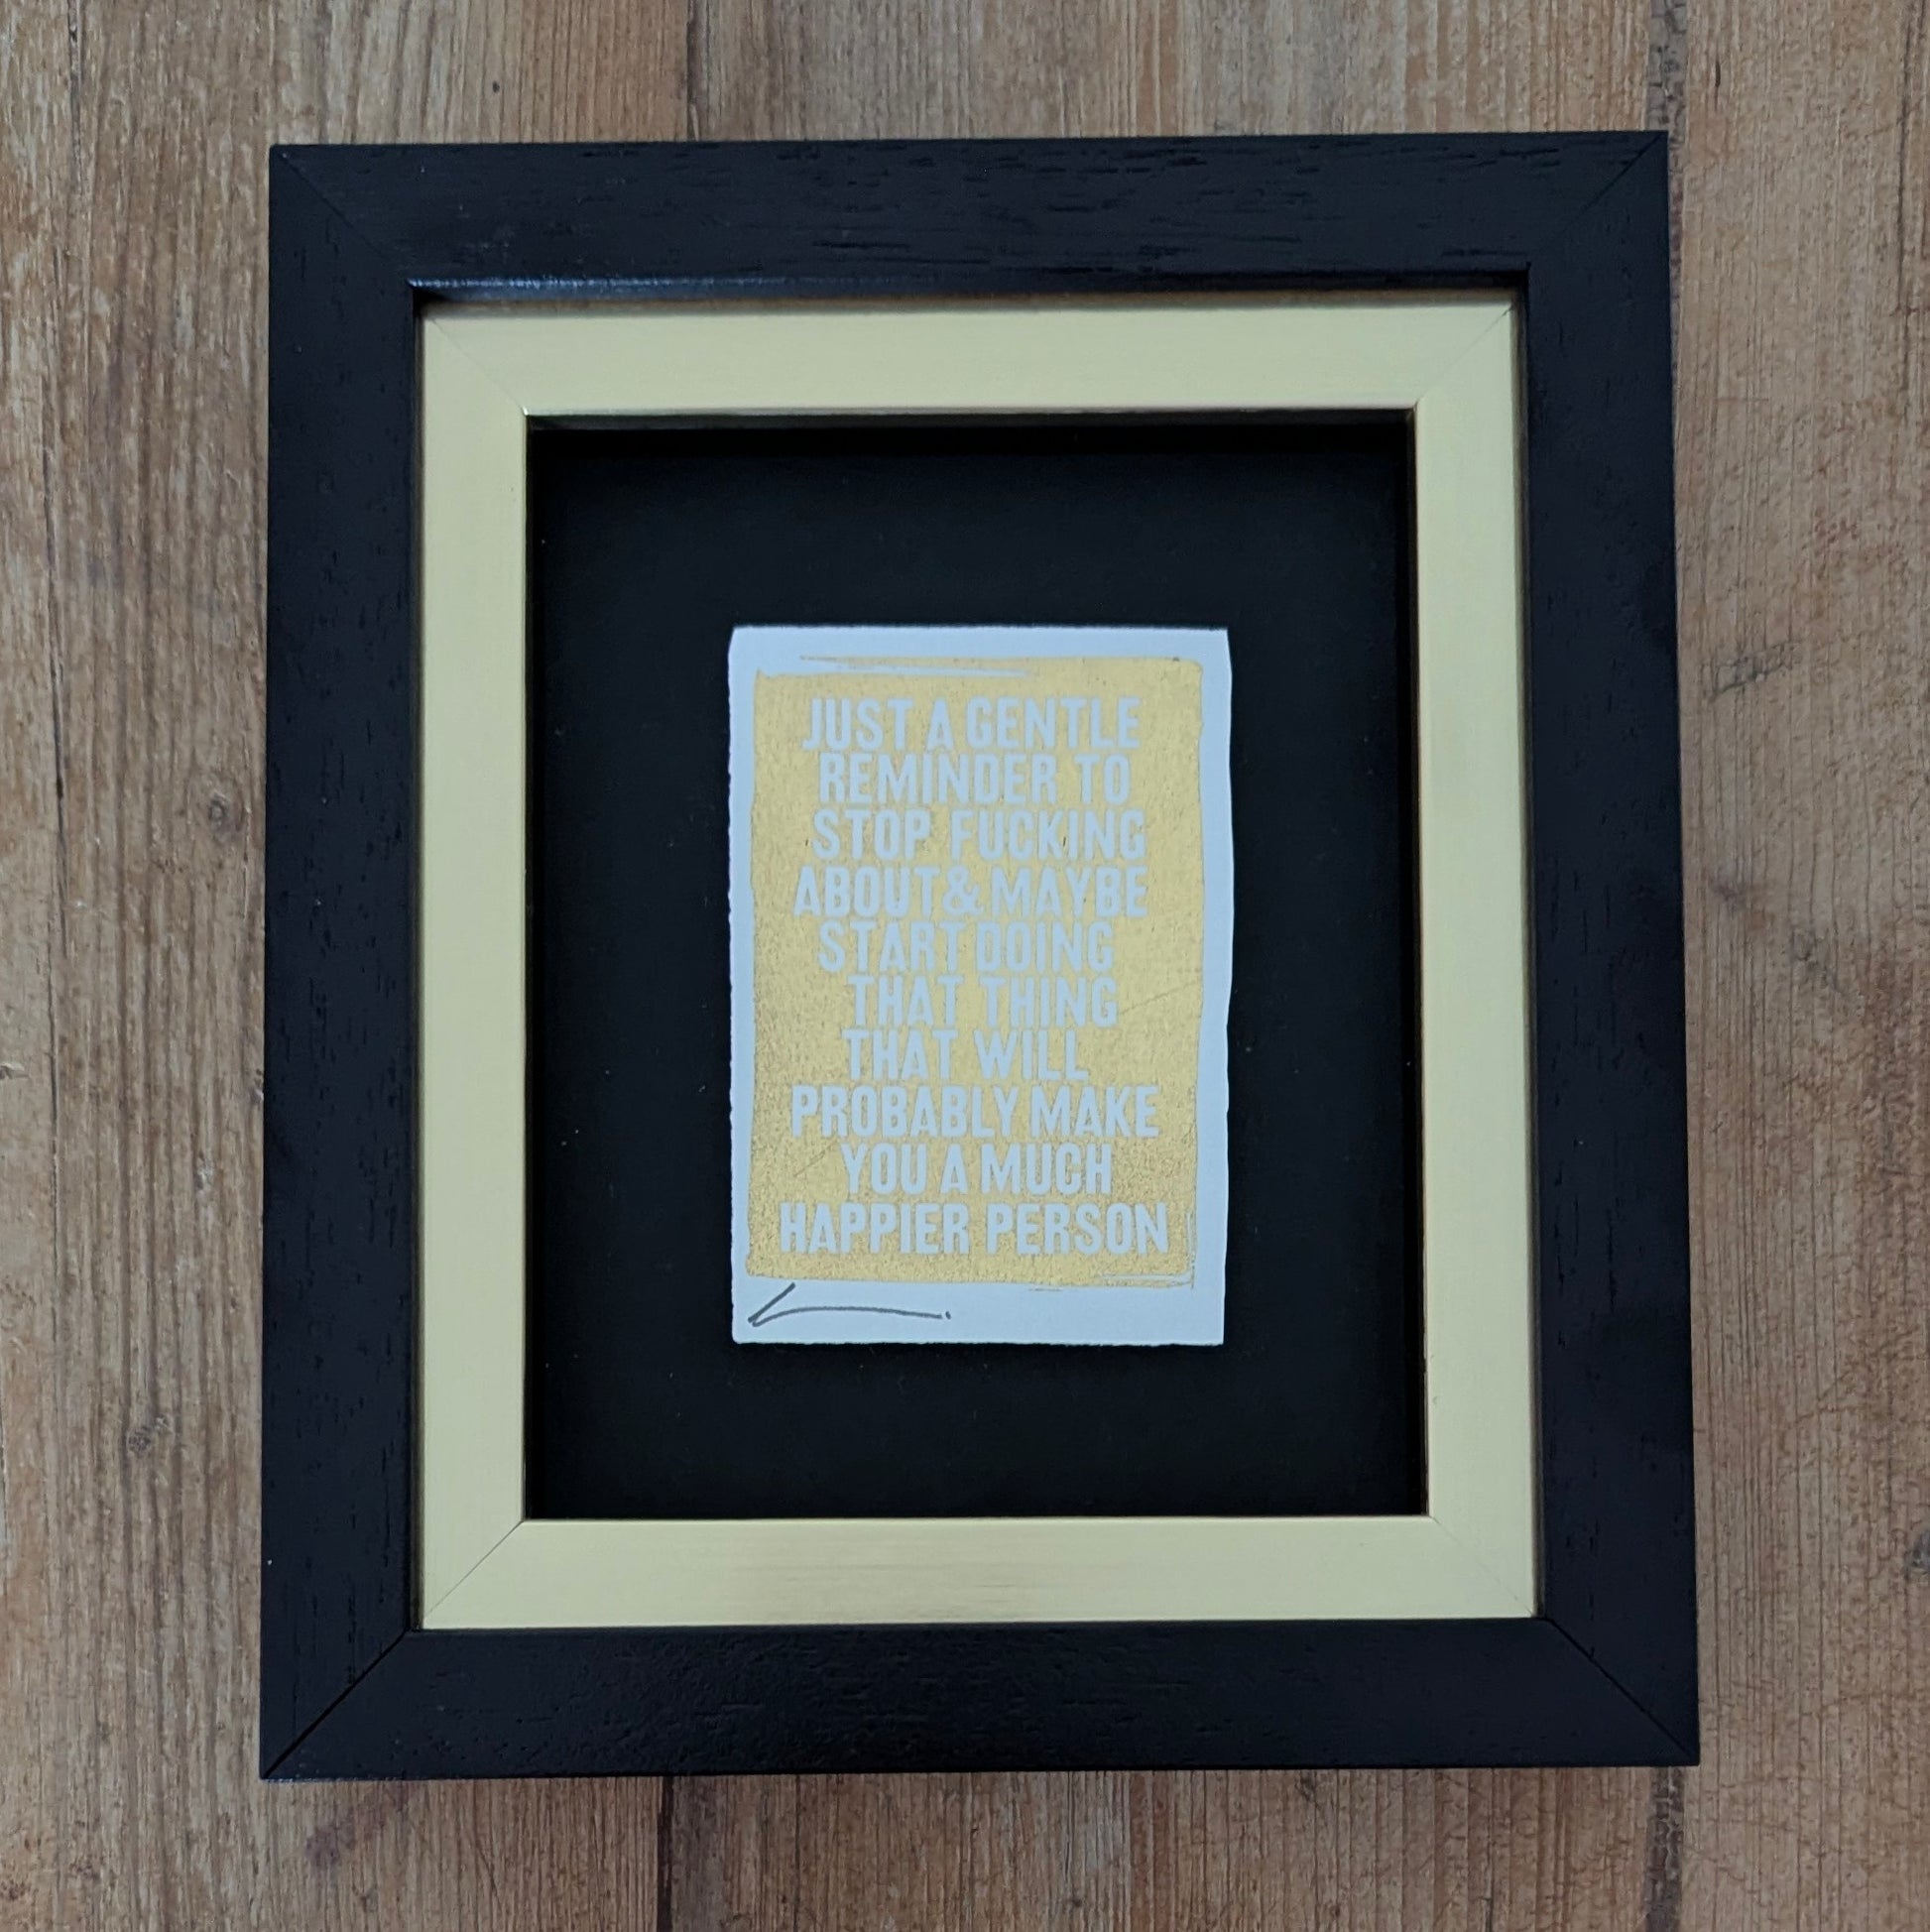 JUST A GENTLE
REMINDER TO
STOP FUCKING
ABOUT & MAYBE
START DOING
THAT THING
THAT WILL
PROBABLY MAKE
YOU A MUCH
HAPPIER PERSON